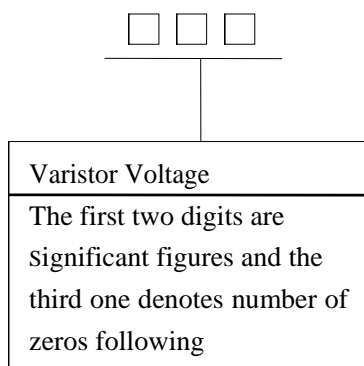 Varistor Voltage
The first two digits are
Significant figures and the
third one denotes number of
zeros following